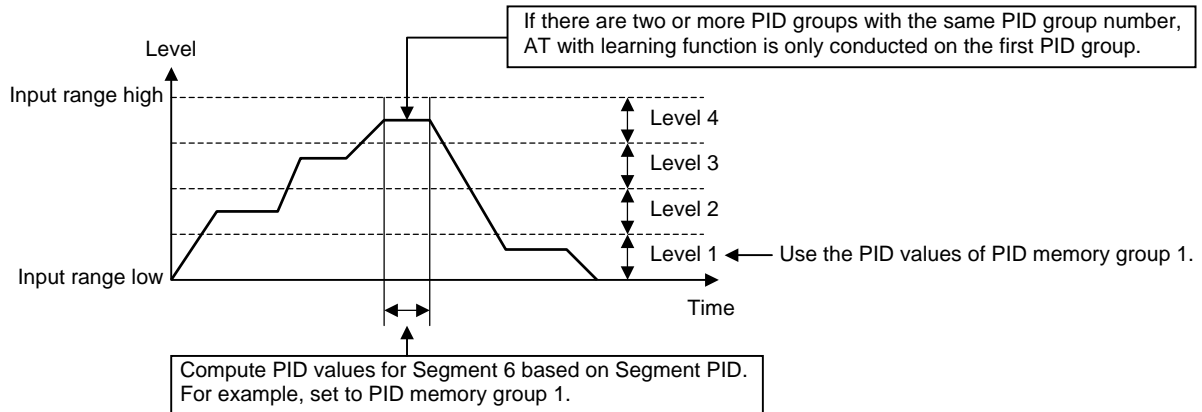 If there are two or more PID groups with the same PID group number,
AT with learning function is only conducted on the first PID group.
Level
Input range high
Level 4
Level 3
Level 2
Level 1
Use the PID values of PID memory group 1.
Input range low
Time
Compute PID values for Segment 6 based on Segment PID.
For example, set to PID memory group 1.